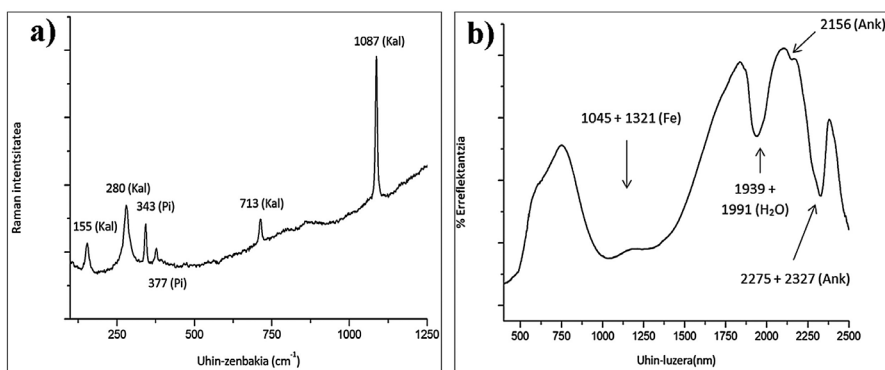 a)
Raman intentsitatea
155 (Kal)
280 (Kal)
343 (Pi)
377 (Pi)
713 (Kal)
1087 (Kal)
250
500
750
1000
1250
Uhin-zenbakia (cm⁻¹)
b)
% Erreflektantzia
1045 + 1321 (Fe)
2156 (Ank)
1939 +
1991 (H₂O)
2275 + 2327 (Ank)
500
750
1000
1250
1500
1750
2000
2250
2500
Uhin-luzera(nm)